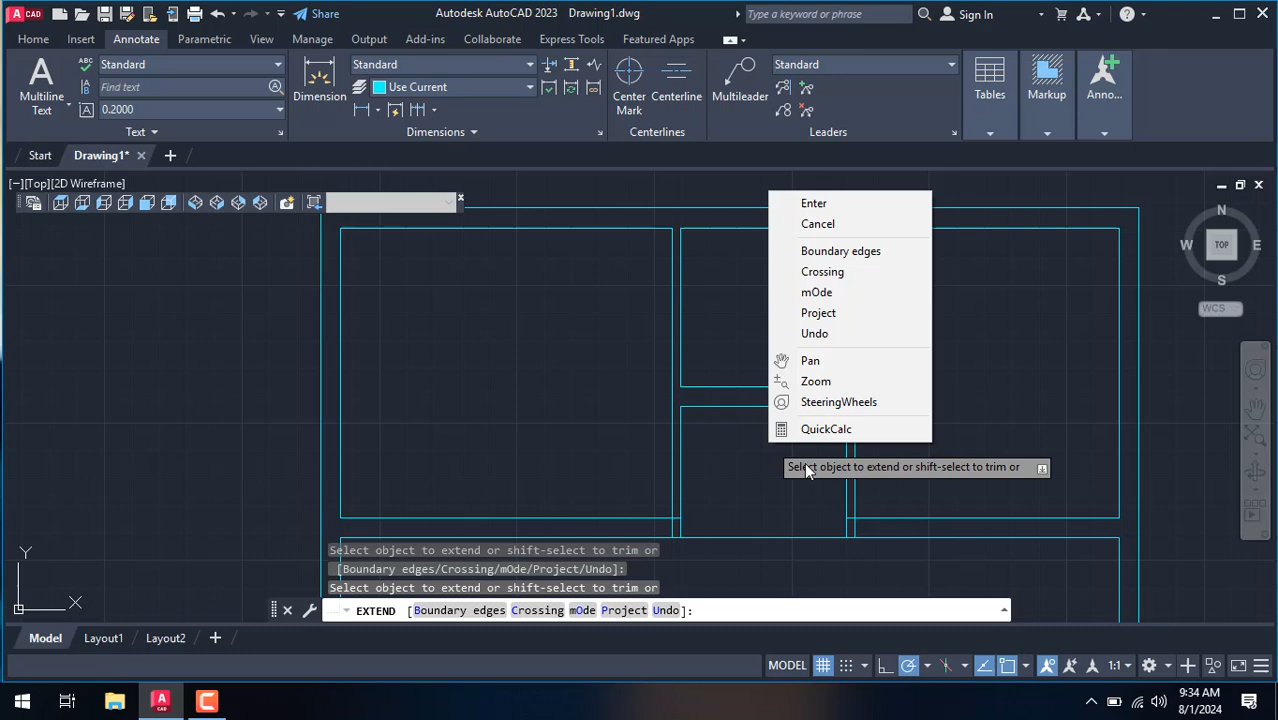 CAD
Share
Autodesk AutoCAD 2023 Drawing1.dwg
Type a keyword or phrase
Sign In
Home
Insert
Annotate
Parametric
View
Manage
Output
Add-ins
Collaborate
Express Tools
Featured Apps
Multiline
Text
Standard
Find text
0.2000
Text
Dimension
Standard
Use Current
Dimensions
Center
Mark
Centerline
Centerlines
Multileader
Standard
Leaders
Tables
Markup
Anno...
Start
Drawing1*
[−][Top][2D Wireframe]
N
W
TOP
E
S
WCS
Enter
Cancel
Boundary edges
Crossing
mOde
Project
Undo
Pan
Zoom
SteeringWheels
QuickCalc
Select object to extend or shift-select to trim or
Y
X
Select object to extend or shift-select to trim or
[Boundary edges/Crossing/mOde/Project/Undo]:
Select object to extend or shift-select to trim or
EXTEND [Boundary edges Crossing mOde Project Undo]:
Model
Layout1
Layout2
MODEL
1:1
CAD
9:34 AM
8/1/2024